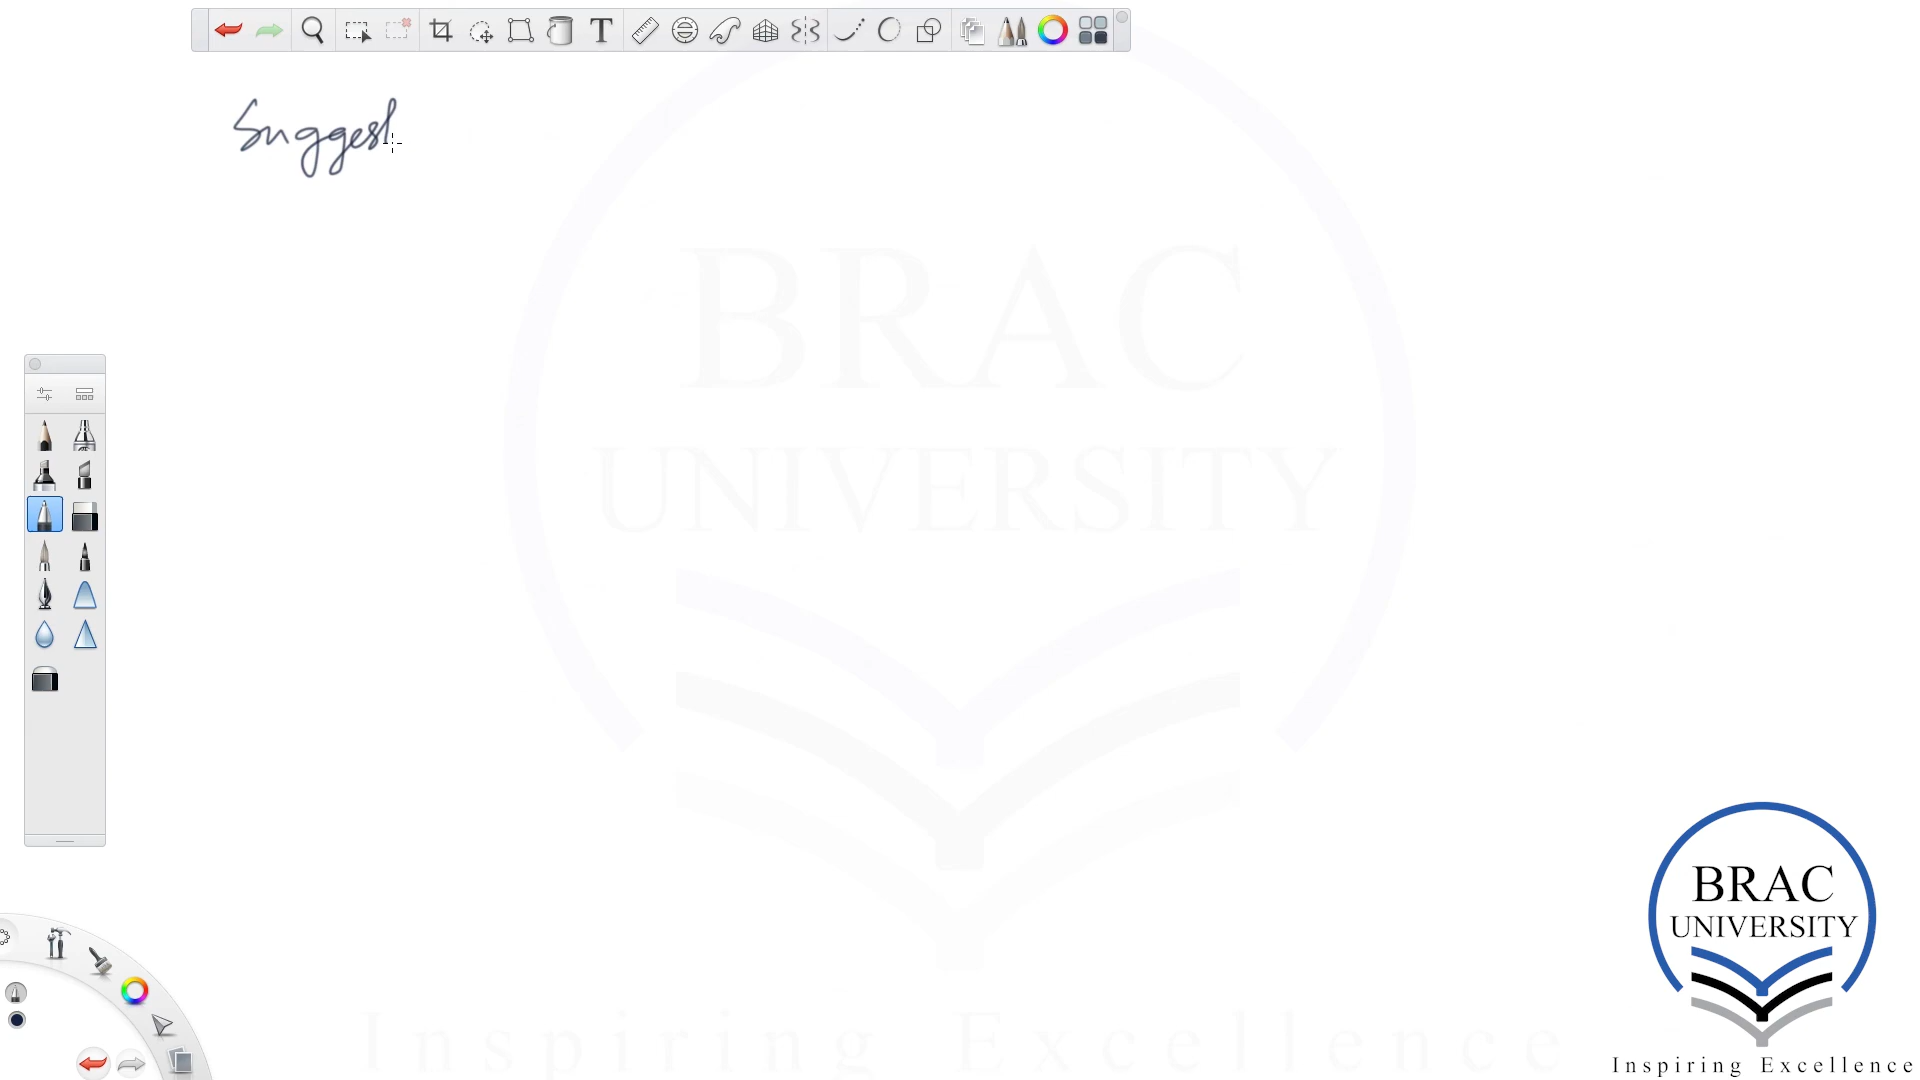 Suggest
BRAC
UNIVERSITY
Inspiring Excellence
BRAC
UNIVERSITY
Inspiring Excellence